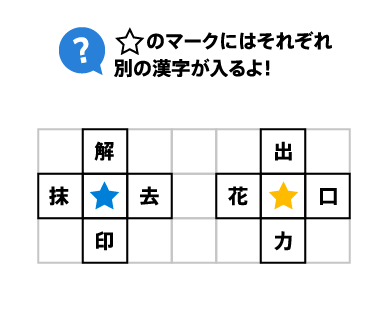 ?
☆のマークにはそれぞれ
別の漢字が入るよ!
解 出
抹★去 花★口
印 力